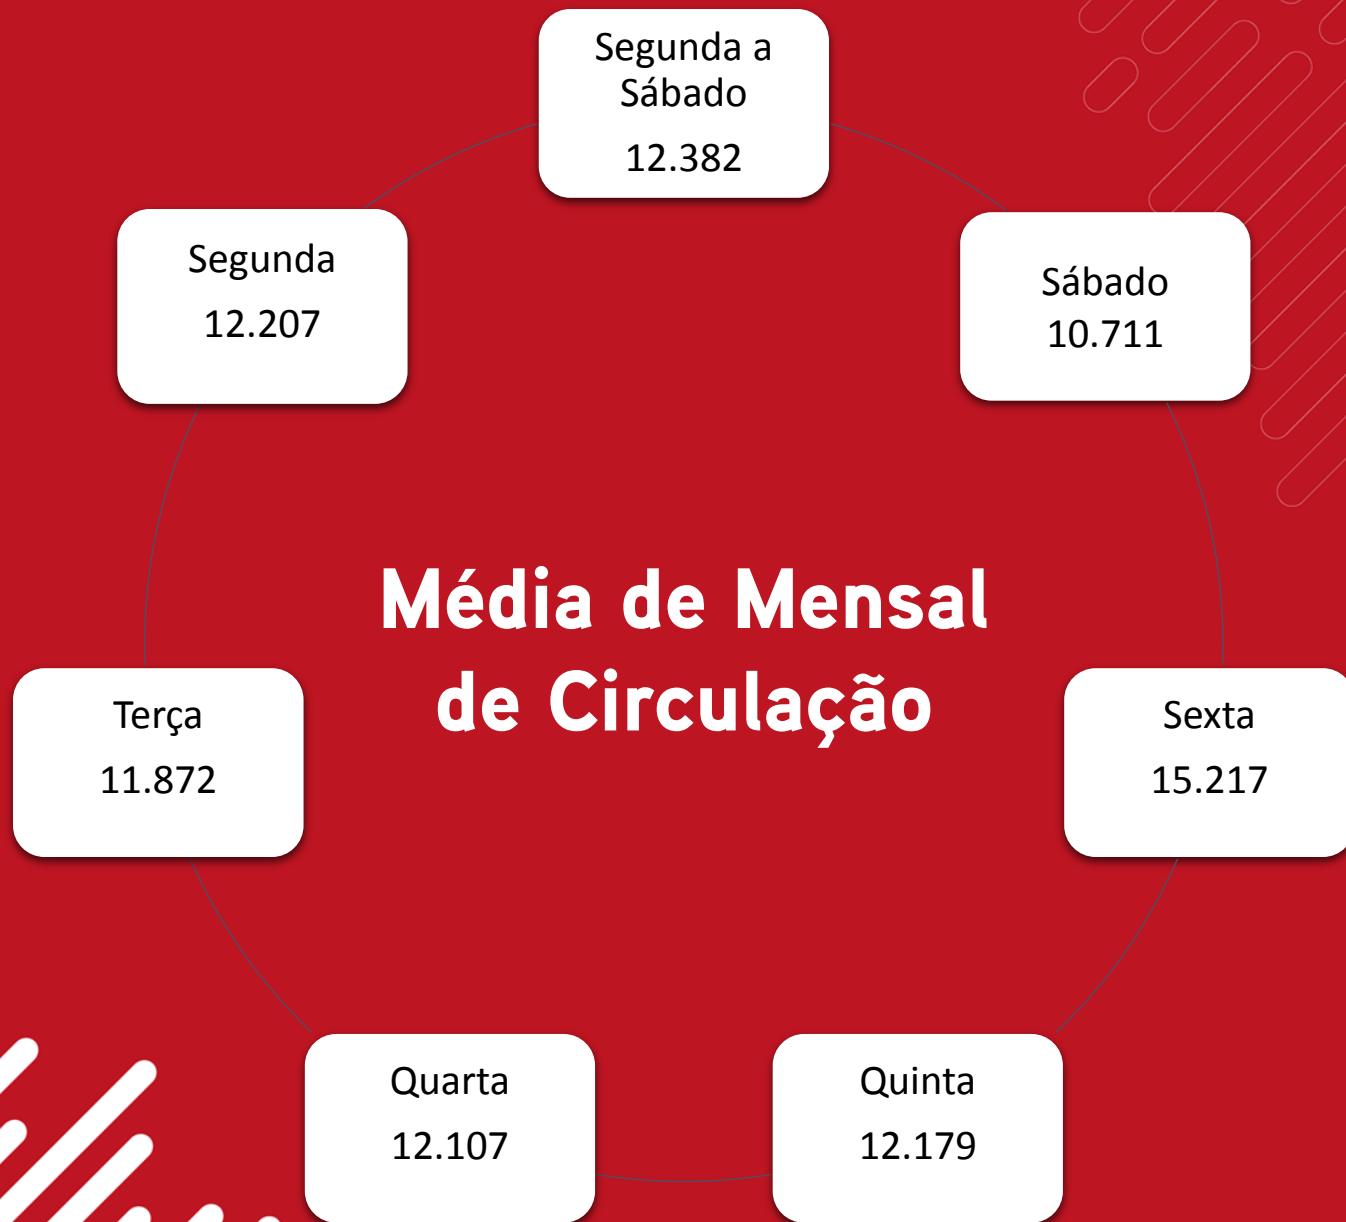 Segunda a
Sábado
12.382
Segunda
12.207
Sábado
10.711
Média de Mensal
de Circulação
Terça
11.872
Sexta
15.217
Quarta
12.107
Quinta
12.179